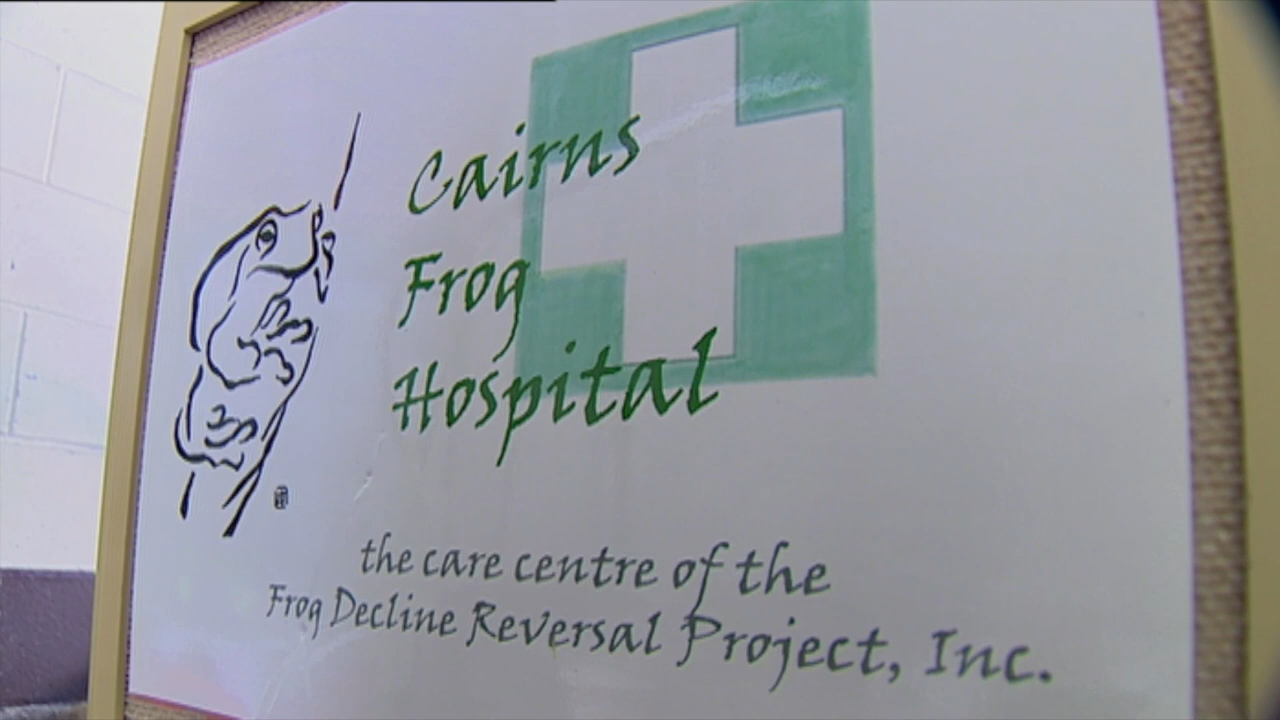 Cairns
Frog
Hospital
the care centre of the
Frog Decline Reversal Project, Inc.